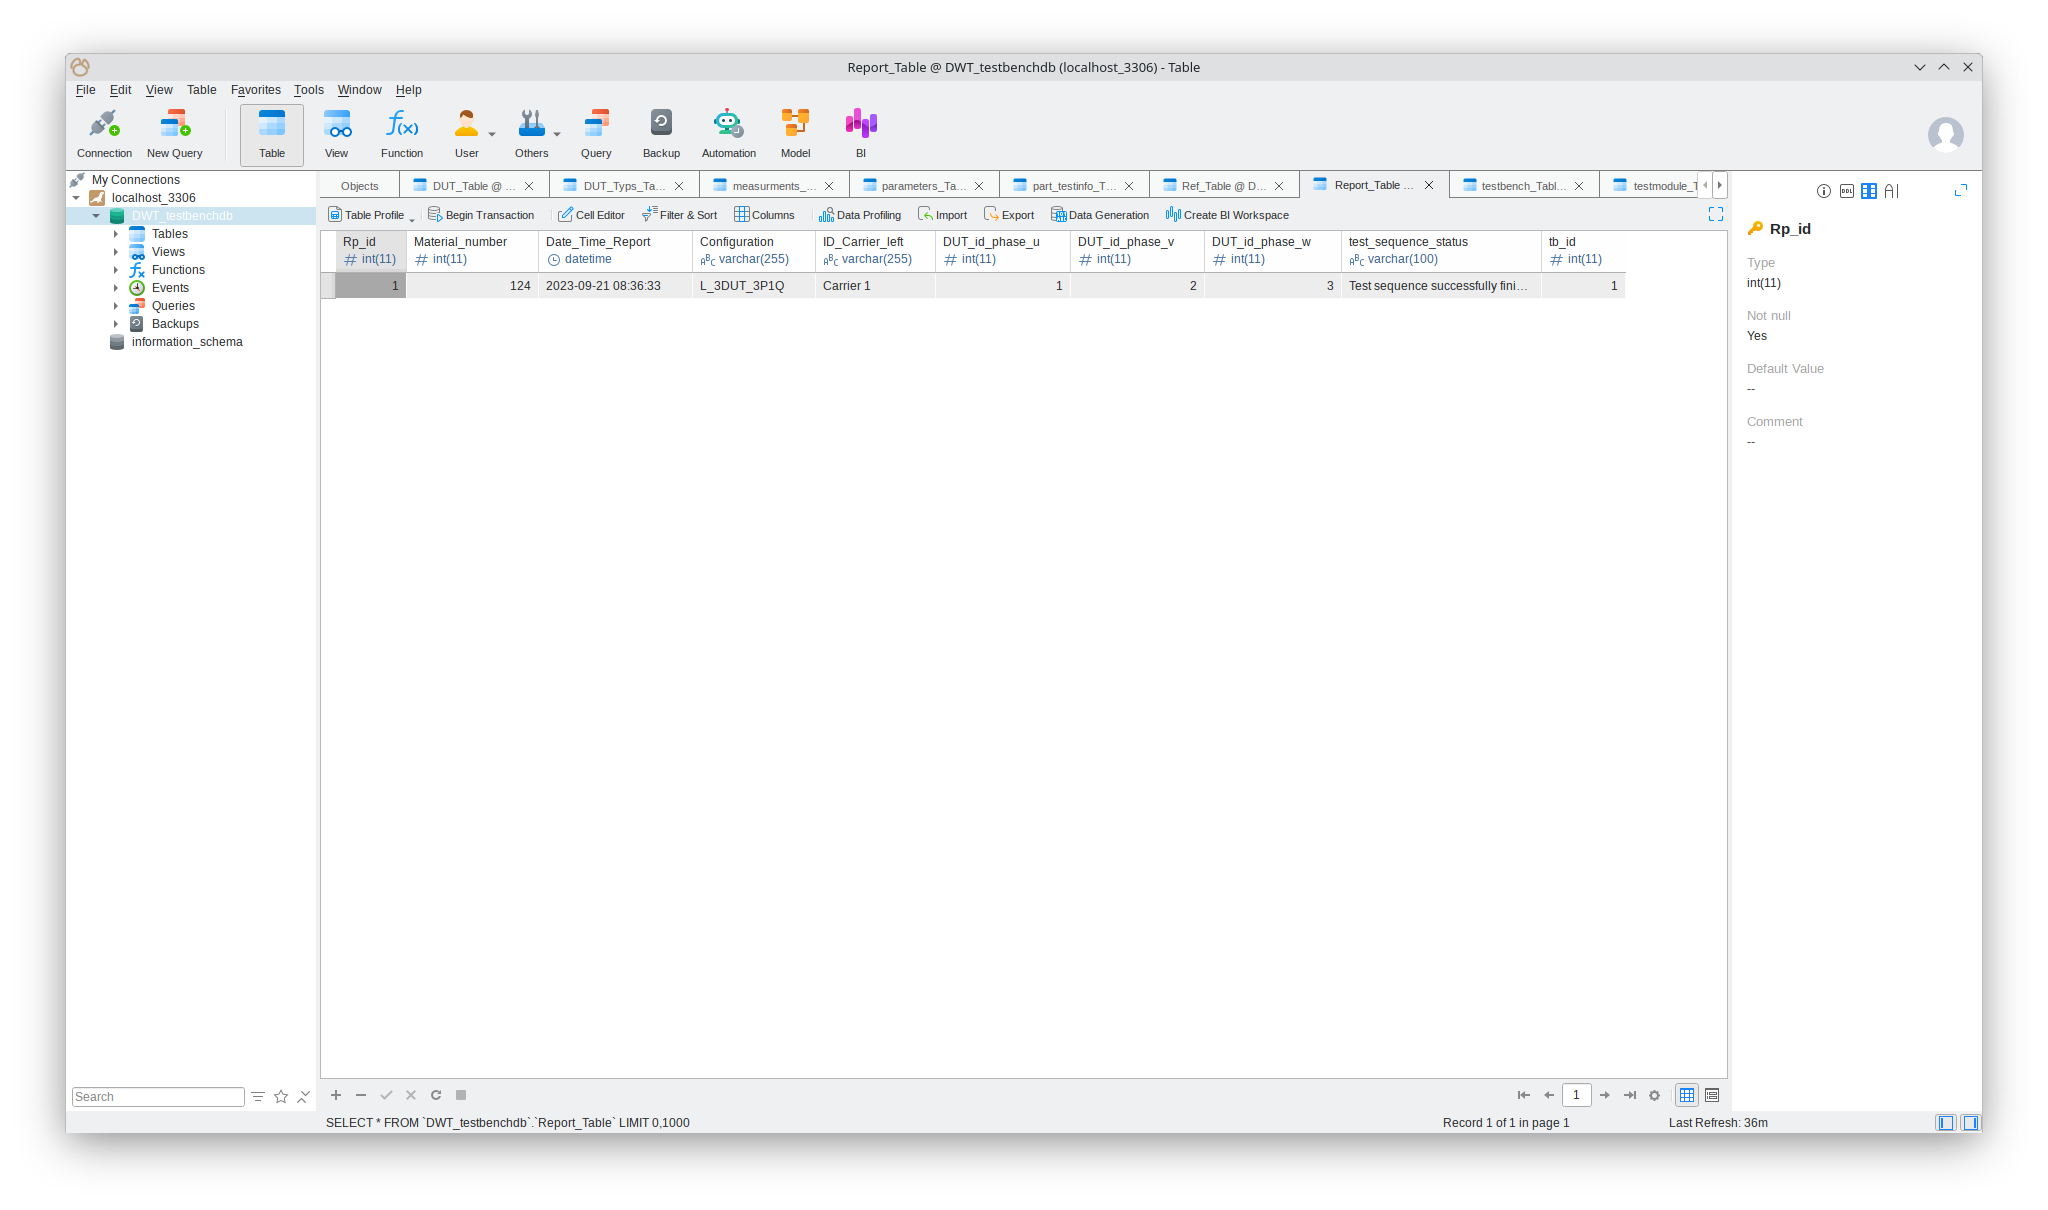 Report_Table @ DWT_testbenchdb (localhost_3306) - Table
File Edit View Table Favorites Tools Window Help
Connection New Query Table View Function User Others Query Backup Automation Model BI
My Connections
localhost_3306
DWT_testbenchdb
Tables
Views
Functions
Events
Queries
Backups
information_schema
Search
Objects DUT_Table @ ... DUT_Typs_Ta... measurments_... parameters_Ta... part_testinfo_T... Ref_Table @ D... Report_Table ... testbench_Tabl... testmodule_T
Table Profile Begin Transaction Cell Editor Filter & Sort Columns Data Profiling Import Export Data Generation Create BI Workspace
Rp_id Material_number Date_Time_Report Configuration ID_Carrier_left DUT_id_phase_u DUT_id_phase_v DUT_id_phase_w test_sequence_status tb_id
# int(11) # int(11) datetime ABC varchar(255) ABC varchar(255) # int(11) # int(11) # int(11) ABC varchar(100) # int(11)
1 124 2023-09-21 08:36:33 L_3DUT_3P1Q Carrier 1 1 2 3 Test sequence successfully fini... 1
1
SELECT * FROM `DWT_testbenchdb`.`Report_Table` LIMIT 0,1000
Record 1 of 1 in page 1
Last Refresh: 36m
DDL AI
Rp_id
Type
int(11)
Not null
Yes
Default Value
--
Comment
--